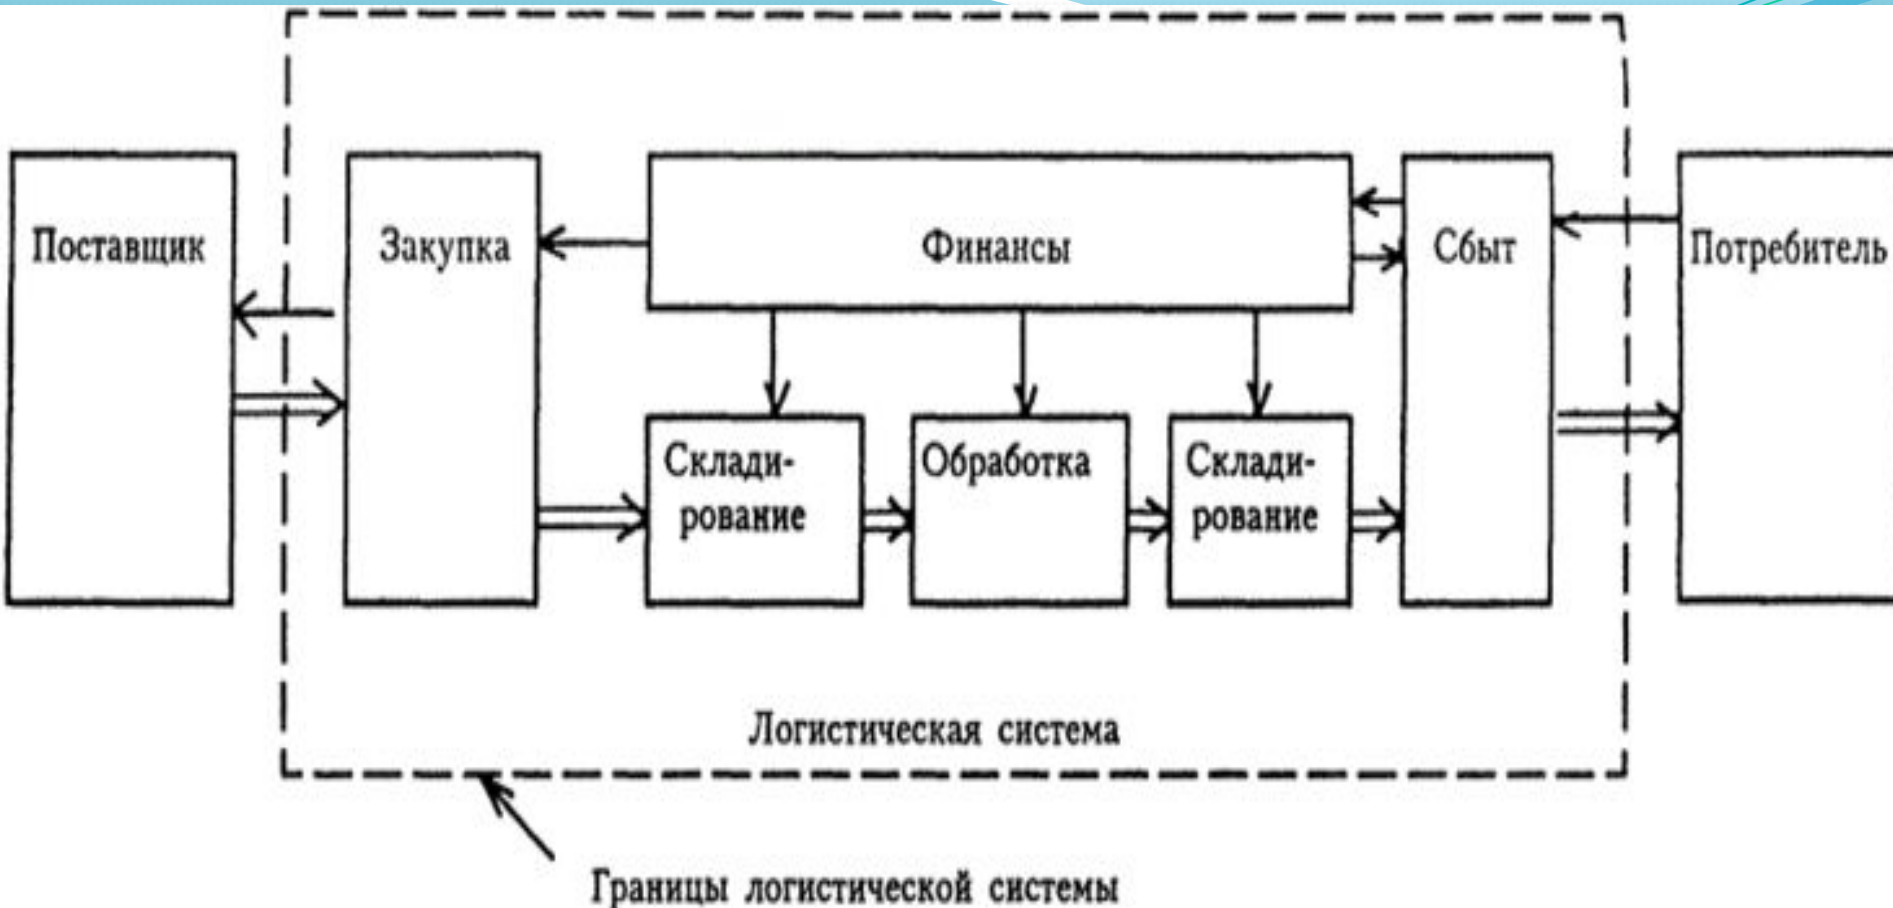 Поставщик
Закупка
Финансы
Сбыт
Потребитель
Склади-
рование
Обработка
Склади-
рование
Логистическая система
Границы логистической системы